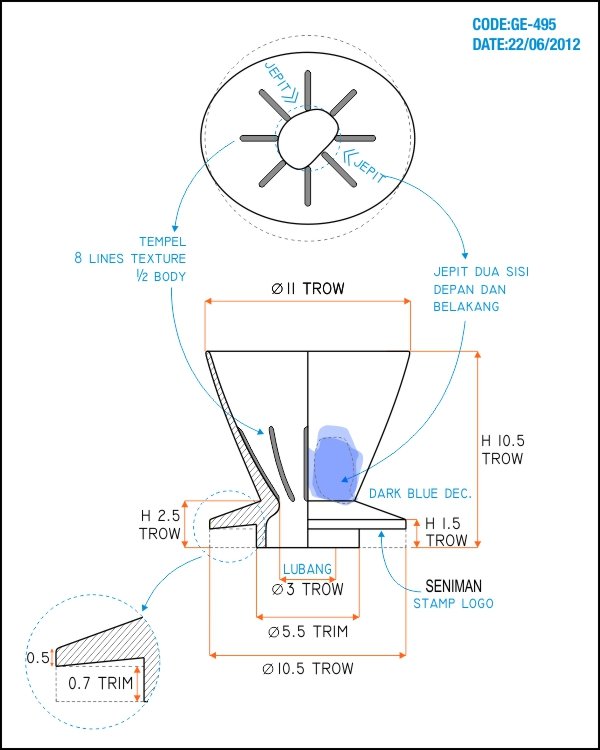 CODE:GE-495
DATE:22/06/2012
JEPIT
JEPIT
TEMPEL
8 LINES TEXTURE
½ BODY
JEPIT DUA SISI
DEPAN DAN
BELAKANG
Ø11 TROW
H 10.5
TROW
DARK BLUE DEC.
H 2.5
TROW
H 1.5
TROW
LUBANG
Ø3 TROW
SENIMAN
STAMP LOGO
Ø5.5 TRIM
Ø10.5 TROW
0.5
0.7 TRIM